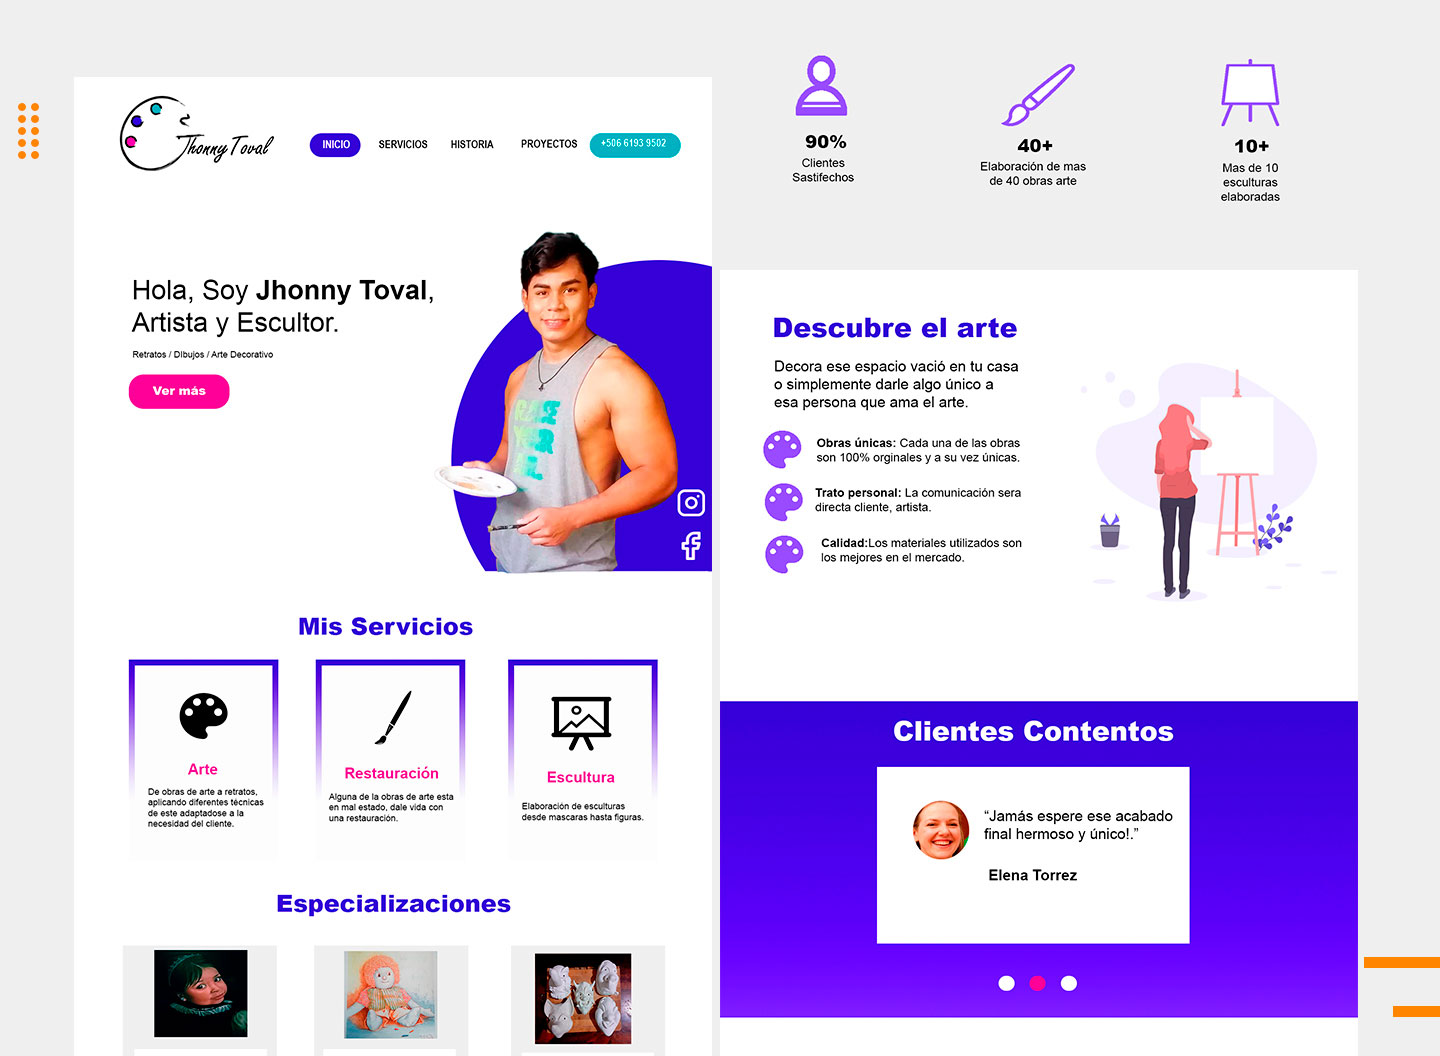 Jhonny Toval
INICIO
SERVICIOS
HISTORIA
PROYECTOS
+506 6193 9502
Hola, Soy Jhonny Toval,
Artista y Escultor.
Retratos / DIbujos / Arte Decorativo
Ver más
Mis Servicios
Arte
De obras de arte a retratos,
aplicando diferentes técnicas
de este adaptadose a la
necesidad del cliente.
Restauración
Alguna de la obras de arte esta
en mal estado, dale vida con
una restauración.
Escultura
Elaboración de esculturas
desde mascaras hasta figuras.
Especializaciones
90%
Clientes
Sastifechos
40+
Elaboración de mas
de 40 obras arte
10+
Mas de 10
esculturas
elaboradas
Descubre el arte
Decora ese espacio vació en tu casa
o simplemente darle algo único a
esa persona que ama el arte.
Obras únicas: Cada una de las obras
son 100% orginales y a su vez únicas.
Trato personal: La comunicación sera
directa cliente, artista.
Calidad:Los materiales utilizados son
los mejores en el mercado.
Clientes Contentos
“Jamás espere ese acabado
final hermoso y único!.”
Elena Torrez